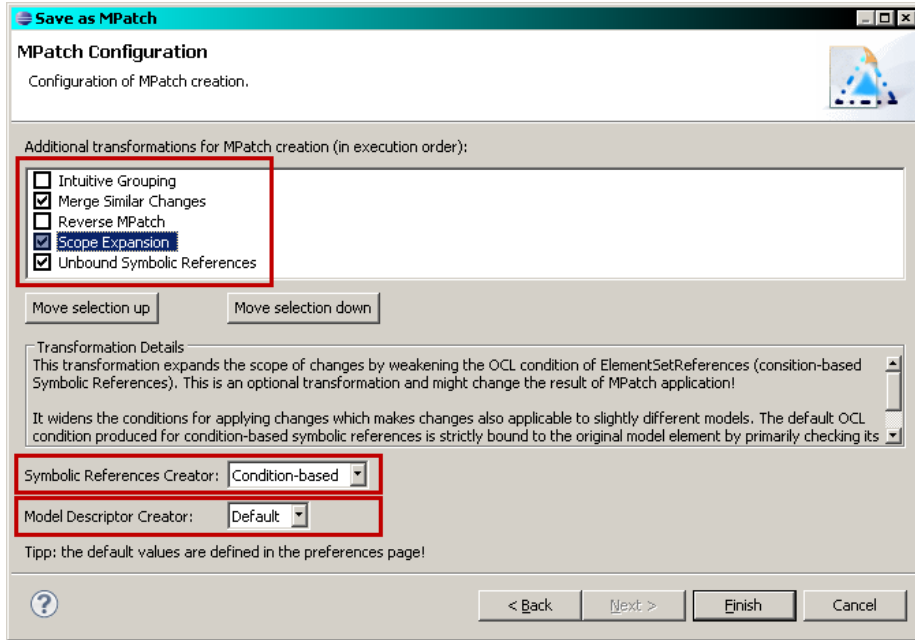 Save as MPatch
MPatch Configuration
Configuration of MPatch creation.
Additional transformations for MPatch creation (in execution order):
Intuitive Grouping
Merge Similar Changes
Reverse MPatch
Scope Expansion
Unbound Symbolic References
Move selection up
Move selection down
Transformation Details
This transformation expands the scope of changes by weakening the OCL condition of ElementSetReferences (consition-based
Symbolic References). This is an optional transformation and might change the result of MPatch application!
It widens the conditions for applying changes which makes changes also applicable to slightly different models. The default OCL
condition produced for condition-based symbolic references is strictly bound to the original model element by primarily checking its
Symbolic References Creator: Condition-based
Model Descriptor Creator: Default
Tipp: the default values are defined in the preferences page!
?
< Back
Next >
Finish
Cancel